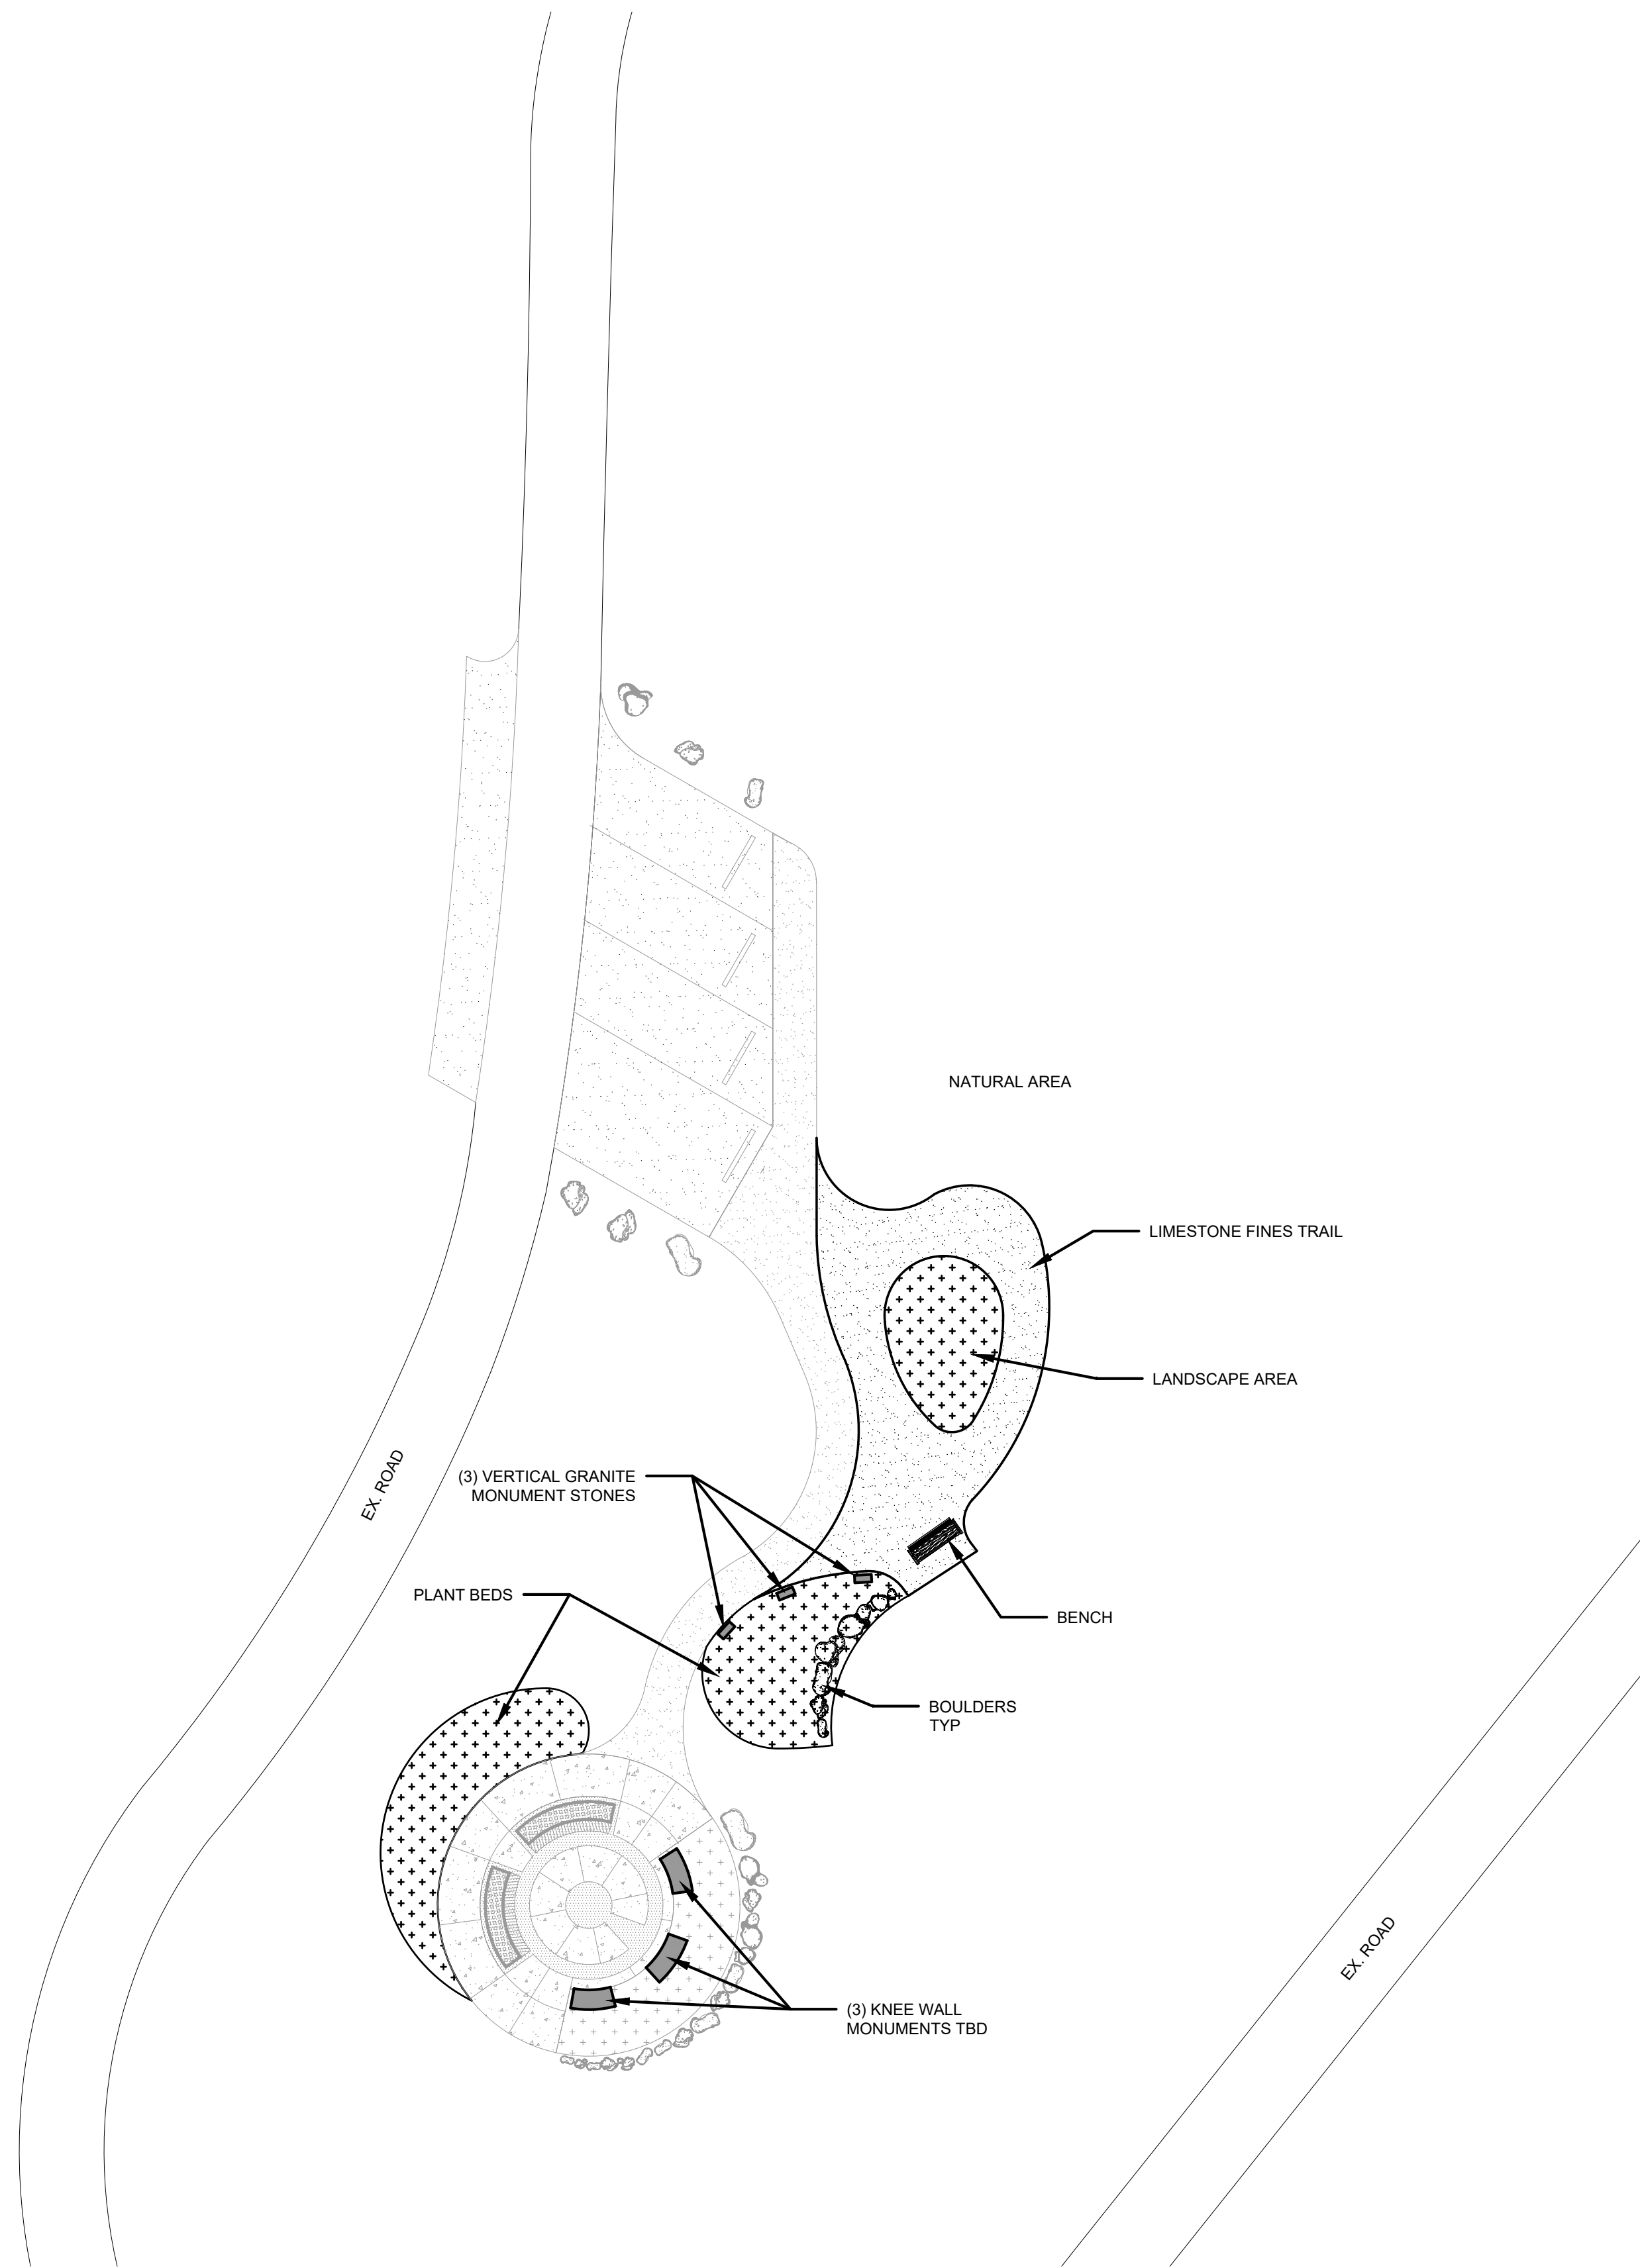 NATURAL AREA
LIMESTONE FINES TRAIL
LANDSCAPE AREA
EX. ROAD
(3) VERTICAL GRANITE
MONUMENT STONES
PLANT BEDS
BENCH
BOULDERS
TYP
EX. ROAD
(3) KNEE WALL
MONUMENTS TBD